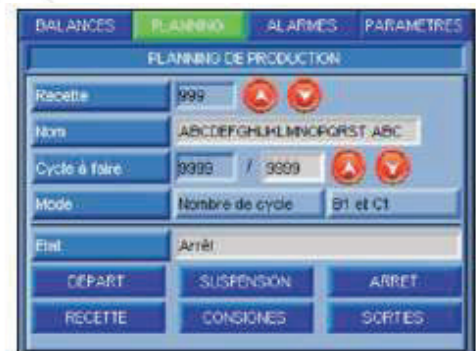 BALANCES PLANNING ALARMES PARAMETRES
PLANNING DE PRODUCTION
Recette 999
Nom ABCDEFGHIJKLMNOPQRST ABC
Cycle à faire 9999 / 9999
Mode Nombre de cycle B1 et C1
Etat Arrêt
DEPART SUSPENSION ARRET
RECETTE CONSIGNES SORTIES